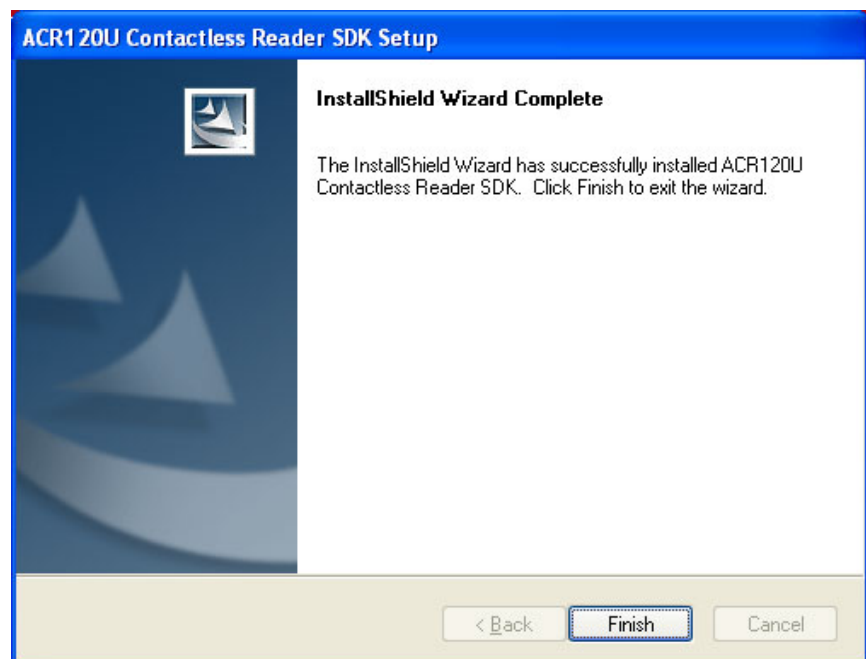 ACR120U Contactless Reader SDK Setup
InstallShield Wizard Complete
The InstallShield Wizard has successfully installed ACR120U
Contactless Reader SDK. Click Finish to exit the wizard.
< Back Finish Cancel